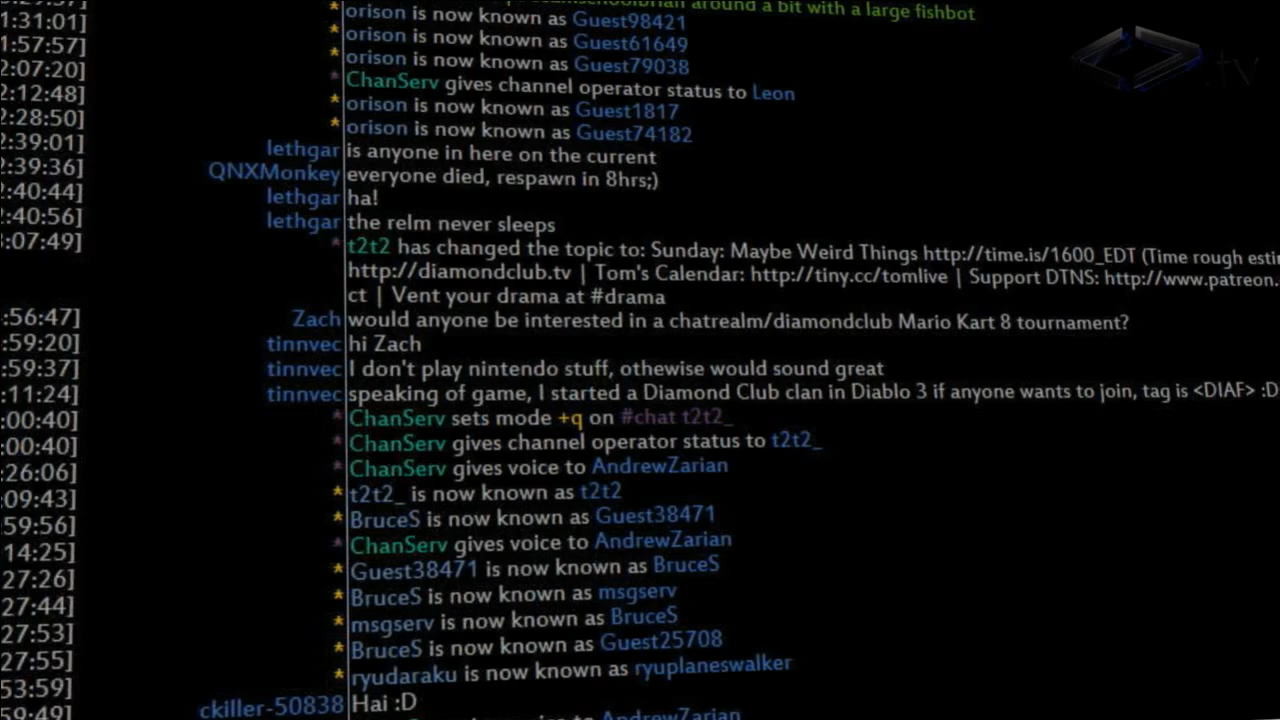 around a bit with a large fishbot
1:31:01] * orison is now known as Guest98421
1:57:57] * orison is now known as Guest61649
2:07:20] * orison is now known as Guest79038
2:12:48] * ChanServ gives channel operator status to Leon
2:28:50] * orison is now known as Guest1817
2:39:01] * orison is now known as Guest74182
2:39:36] lethgar is anyone in here on the current
2:40:44] QNXMonkey everyone died, respawn in 8hrs;)
2:40:56] lethgar ha!
lethgar the relm never sleeps
:07:49] * t2t2 has changed the topic to: Sunday: Maybe Weird Things http://time.is/1600_EDT (Time rough esti
http://diamondclub.tv | Tom's Calendar: http://tiny.cc/tomlive | Support DTNS: http://www.patreon.
ct | Vent your drama at #drama
:56:47] Zach would anyone be interested in a chatrealm/diamondclub Mario Kart 8 tournament?
:59:20] tinnvec hi Zach
:59:37] tinnvec I don't play nintendo stuff, othewise would sound great
:11:24] tinnvec speaking of game, I started a Diamond Club clan in Diablo 3 if anyone wants to join, tag is <DIAF> :D
:00:40] * ChanServ sets mode +q on #chat t2t2_
:00:40] * ChanServ gives channel operator status to t2t2_
:26:06] * ChanServ gives voice to AndrewZarian
:09:43] * t2t2_ is now known as t2t2
:59:56] * BruceS is now known as Guest38471
14:25] * ChanServ gives voice to AndrewZarian
27:26] * Guest38471 is now known as BruceS
27:44] * BruceS is now known as msgserv
27:53] * msgserv is now known as BruceS
27:55] * BruceS is now known as Guest25708
53:59] * ryudaraku is now known as ryuplaneswalker
59:49] ckiller-50838 Hai :D
AndrewZarian
.tv